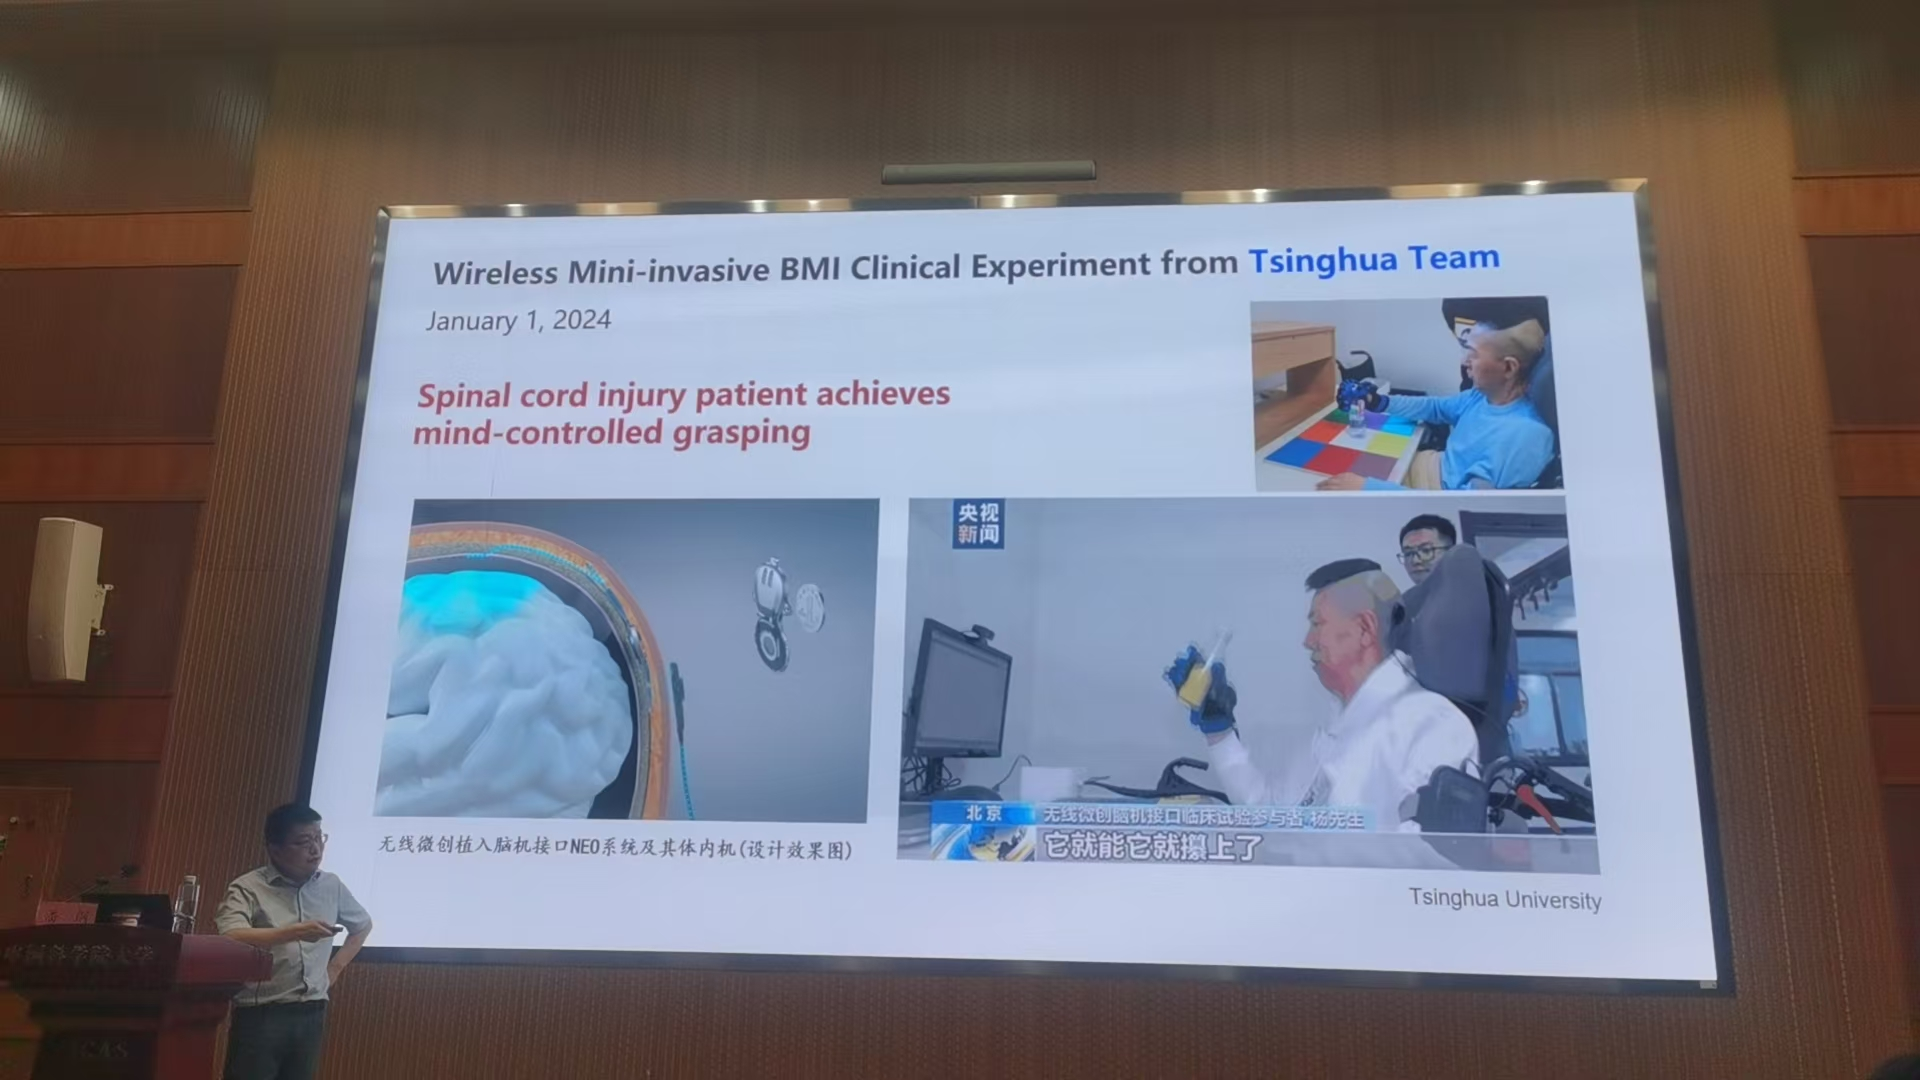 Wireless Mini-invasive BMI Clinical Experiment from Tsinghua Team
January 1, 2024
Spinal cord injury patient achieves
mind-controlled grasping
央视
新闻
北京
无线微创脑机接口临床试验参与者 杨先生
它就能它就攥上了
无线微创植入脑机接口NEO系统及其体内机(设计效果图)
Tsinghua University
中国科学院大学
UCAS